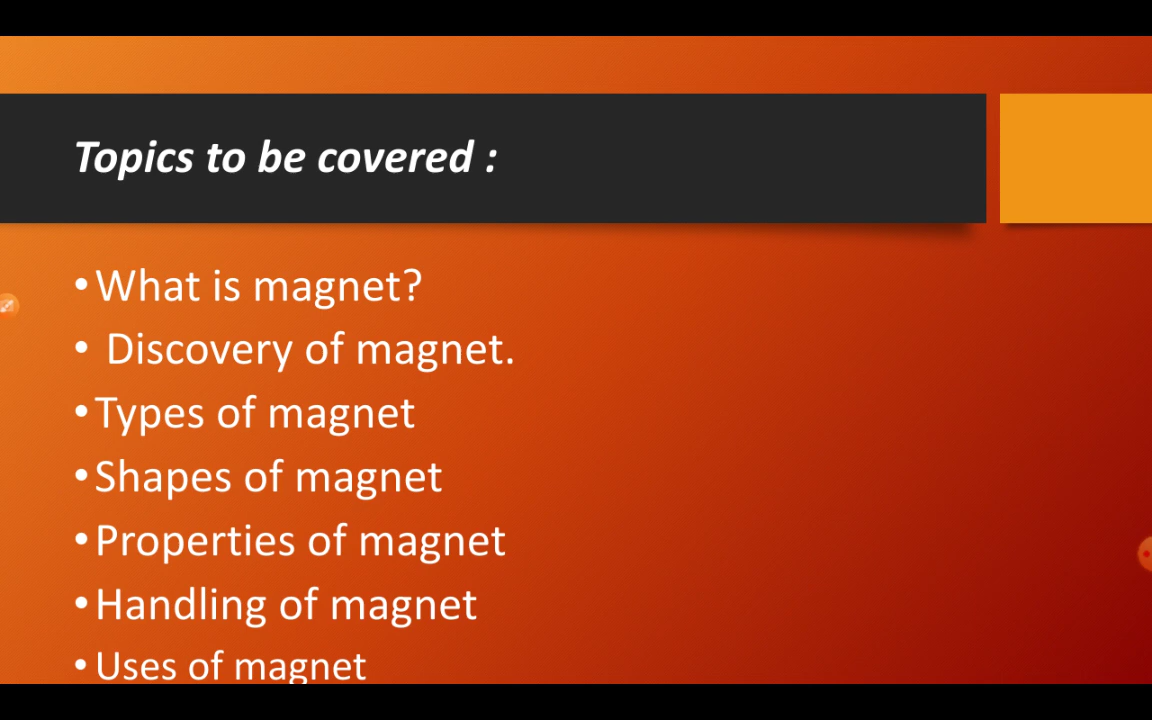 Topics to be covered :
• What is magnet?
• Discovery of magnet.
• Types of magnet
• Shapes of magnet
• Properties of magnet
• Handling of magnet
• Uses of magnet